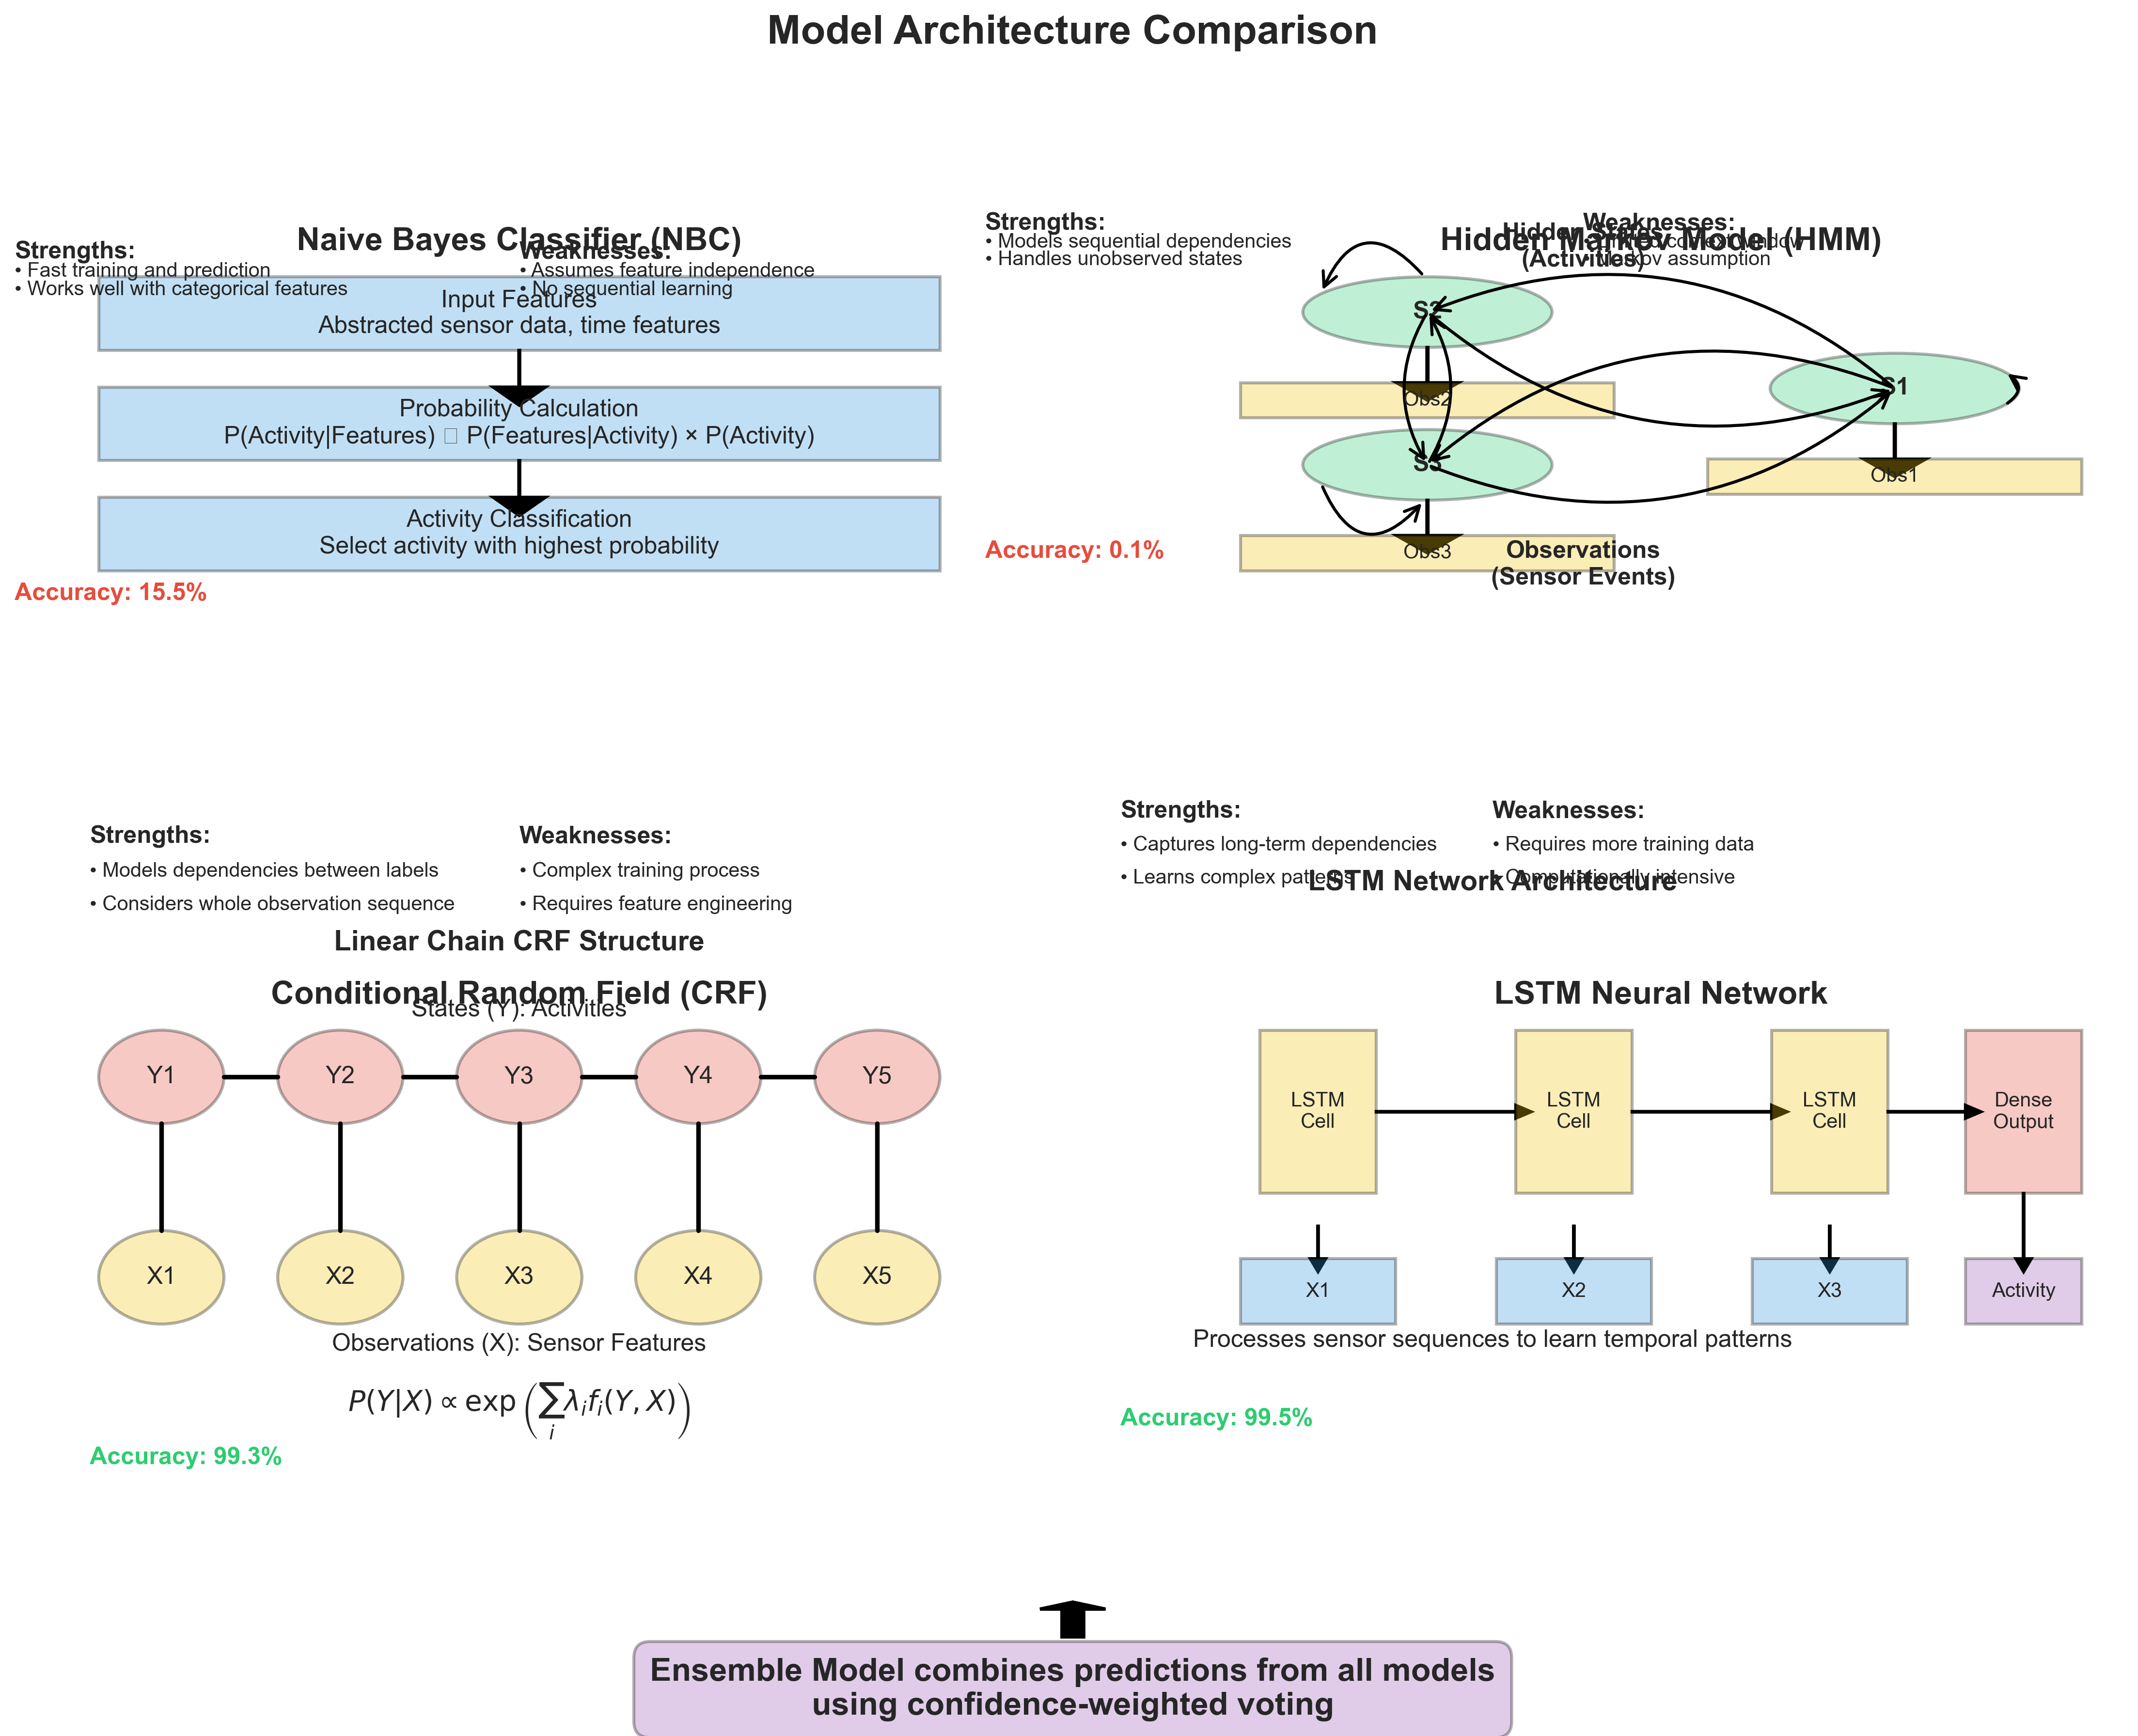 Model Architecture Comparison
Naive Bayes Classifier (NBC)
Strengths:
• Fast training and prediction
• Works well with categorical features
Weaknesses:
• Assumes feature independence
• No sequential learning
Input Features
Abstracted sensor data, time features
Probability Calculation
P(Activity|Features) □ P(Features|Activity) × P(Activity)
Activity Classification
Select activity with highest probability
Accuracy: 15.5%
Hidden Markov Model (HMM)
Strengths:
• Models sequential dependencies
• Handles unobserved states
Weaknesses:
• Limited context window
• Markov assumption
Hidden States
(Activities)
S2
S1
Obs2
S3
Obs1
Obs3
Observations
(Sensor Events)
Accuracy: 0.1%
Strengths:
• Models dependencies between labels
• Considers whole observation sequence
Weaknesses:
• Complex training process
• Requires feature engineering
Linear Chain CRF Structure
Conditional Random Field (CRF)
States (Y): Activities
Y1 Y2 Y3 Y4 Y5
X1 X2 X3 X4 X5
Observations (X): Sensor Features
P(Y|X) ∝ exp(∑_i λ_i f_i(Y, X))
Accuracy: 99.3%
Strengths:
• Captures long-term dependencies
• Learns complex patterns
Weaknesses:
• Requires more training data
• Computationally intensive
LSTM Network Architecture
LSTM Neural Network
LSTM
Cell
LSTM
Cell
LSTM
Cell
Dense
Output
X1 X2 X3 Activity
Processes sensor sequences to learn temporal patterns
Accuracy: 99.5%
Ensemble Model combines predictions from all models
using confidence-weighted voting